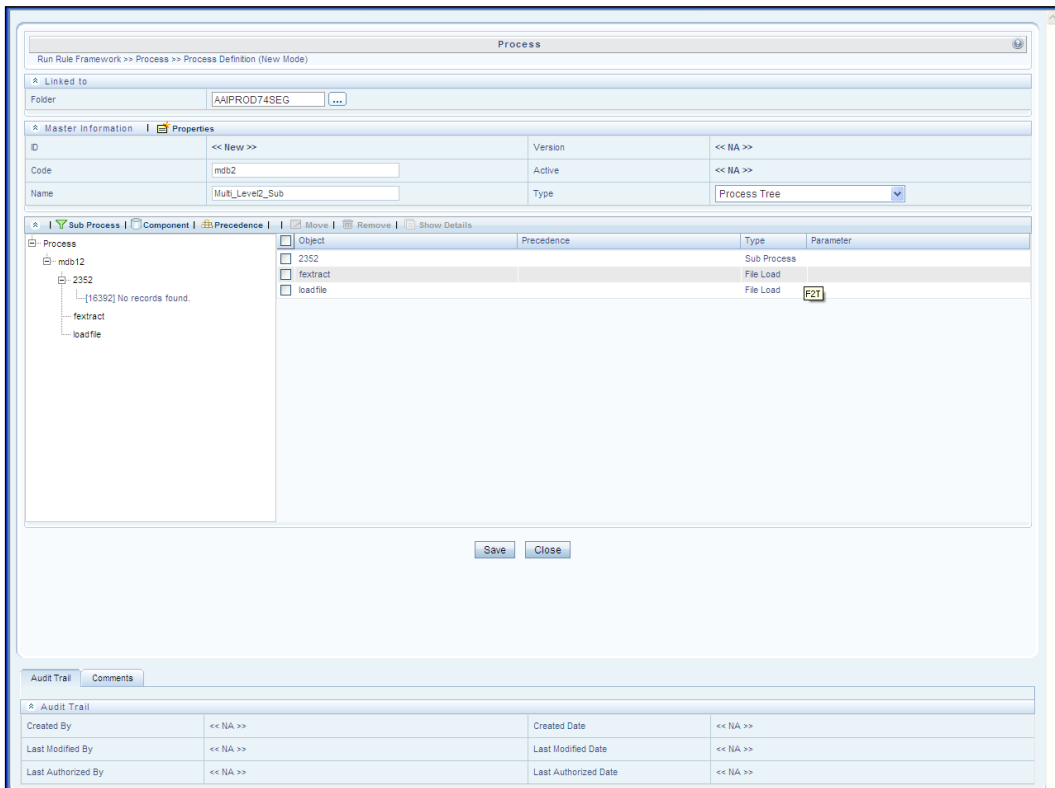 Process
Run Rule Framework >> Process >> Process Definition (New Mode)
Linked to
Folder AAIPROD74SEG ...
Master Information | Properties
ID << New >> Version << NA >>
Code mdb2 Active << NA >>
Name Multi_Level2_Sub Type Process Tree
| Sub Process | Component | Precedence | | Move | Remove | Show Details
Process
mdb12
2352
[16392] No records found.
fextract
loadfile
Object Precedence Type Parameter
2352 Sub Process
fextract File Load
loadfile File Load
F2T
Save Close
Audit Trail Comments
Audit Trail
Created By << NA >> Created Date << NA >>
Last Modified By << NA >> Last Modified Date << NA >>
Last Authorized By << NA >> Last Authorized Date << NA >>